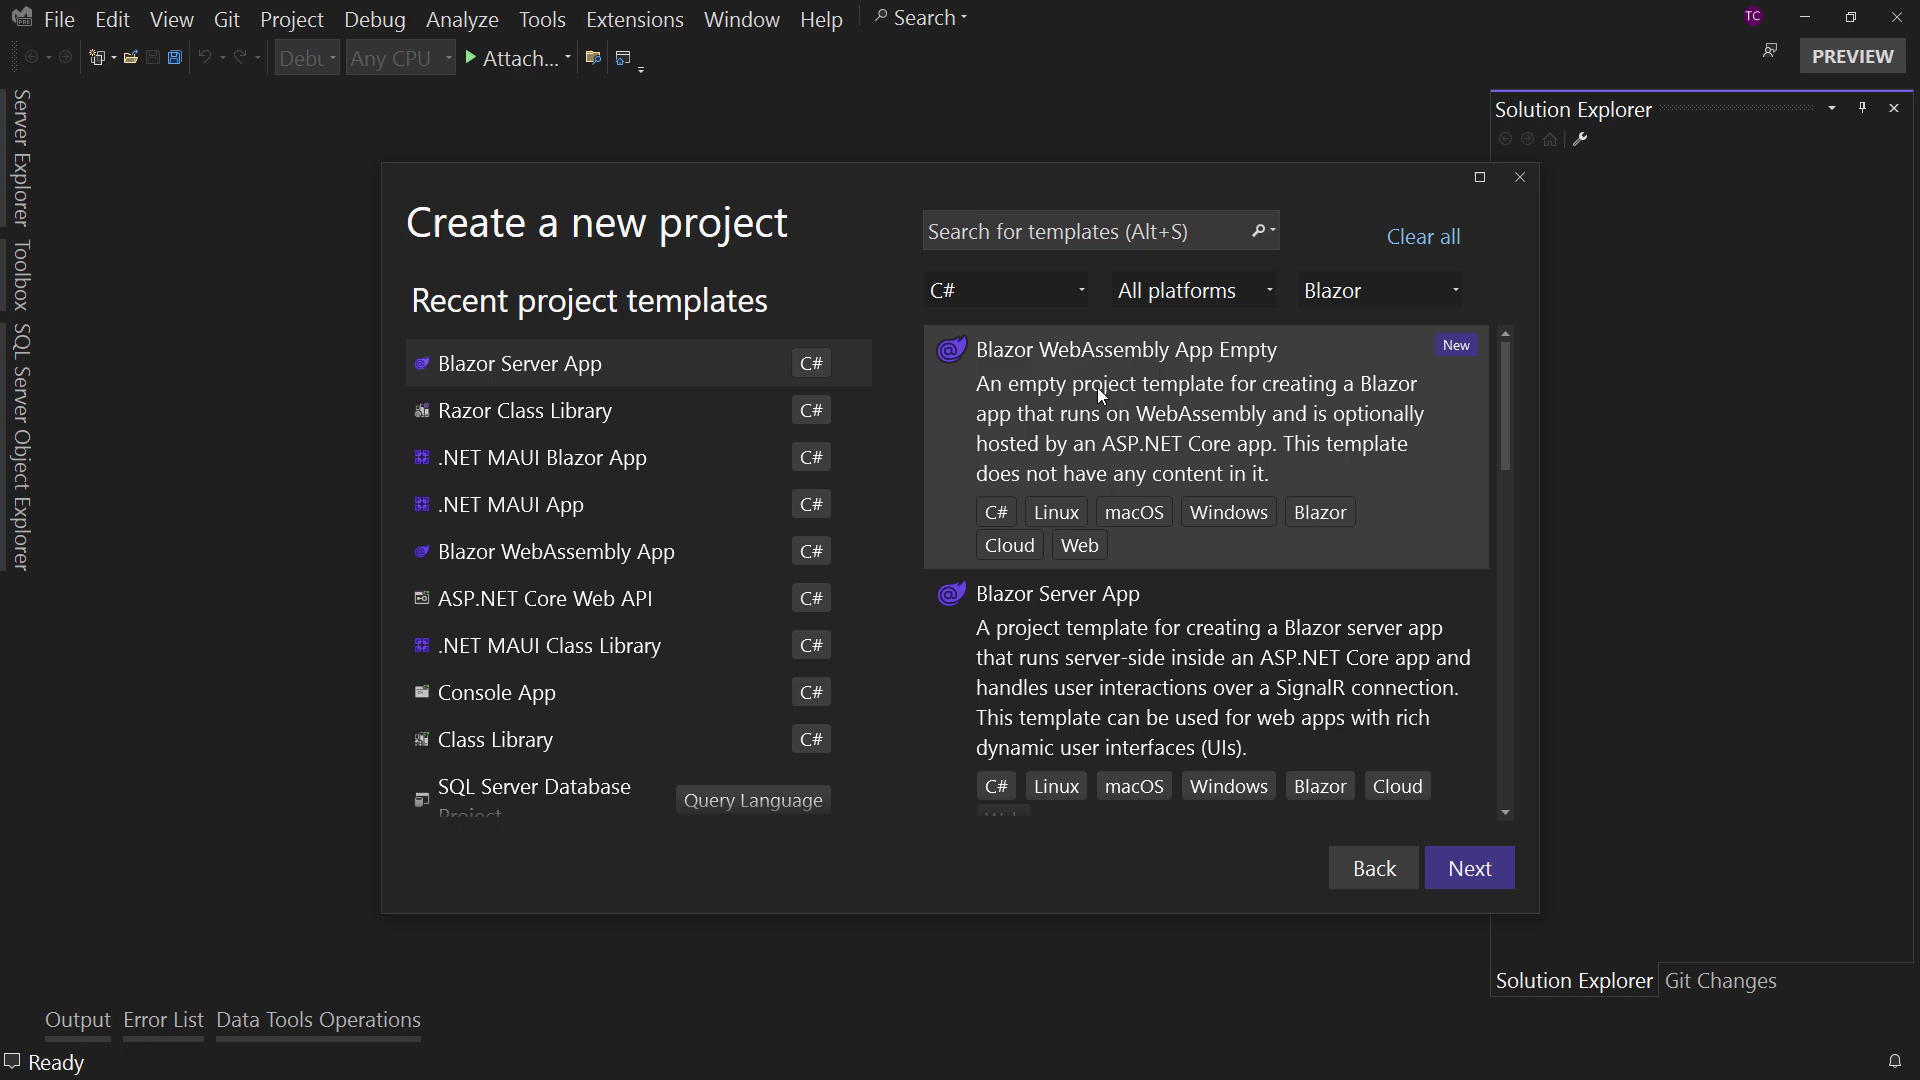 File Edit View Git Project Debug Analyze Tools Extensions Window Help Search TC
Any CPU Attach... PREVIEW
Server Explorer
Toolbox
SQL Server Object Explorer
Solution Explorer
Create a new project
Search for templates (Alt+S)
Clear all
C# All platforms Blazor
Recent project templates
Blazor Server App C#
Razor Class Library C#
.NET MAUI Blazor App C#
.NET MAUI App C#
Blazor WebAssembly App C#
ASP.NET Core Web API C#
.NET MAUI Class Library C#
Console App C#
Class Library C#
SQL Server Database Query Language
Project
Blazor WebAssembly App Empty New
An empty project template for creating a Blazor
app that runs on WebAssembly and is optionally
hosted by an ASP.NET Core app. This template
does not have any content in it.
C# Linux macOS Windows Blazor
Cloud Web
Blazor Server App
A project template for creating a Blazor server app
that runs server-side inside an ASP.NET Core app and
handles user interactions over a SignalR connection.
This template can be used for web apps with rich
dynamic user interfaces (UIs).
C# Linux macOS Windows Blazor Cloud
Web
Back Next
Solution Explorer Git Changes
Output Error List Data Tools Operations
Ready